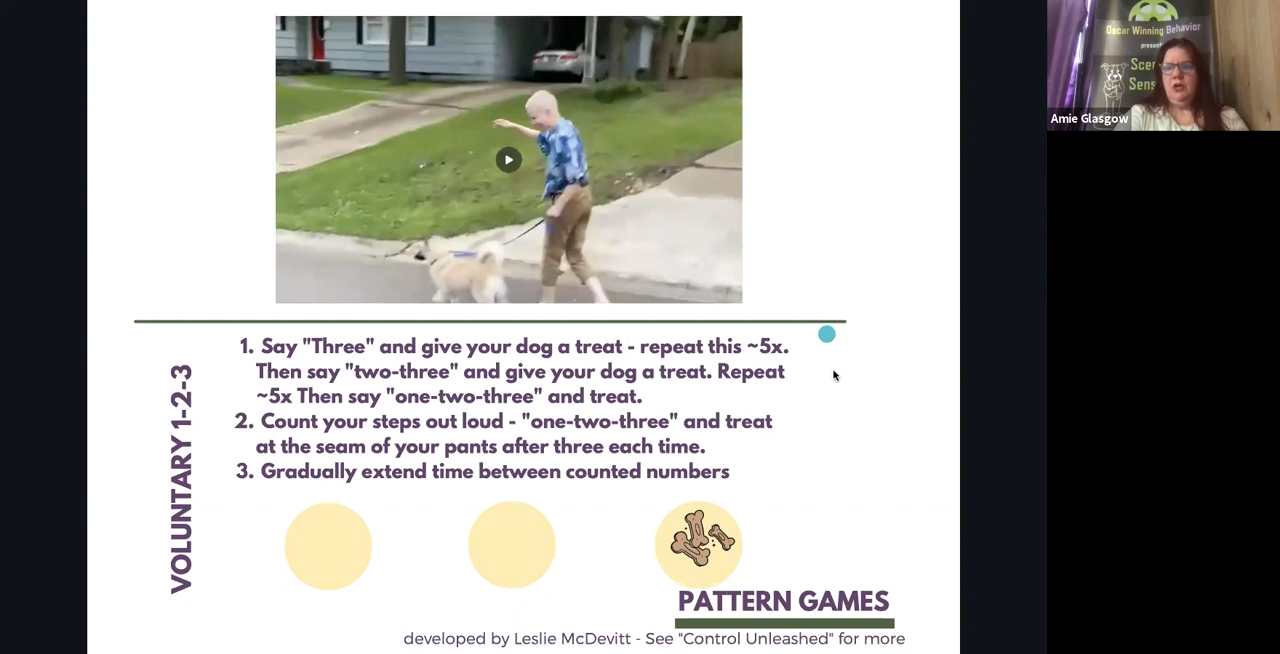 Oscar Winning Behavior
Amie Glasgow
1. Say "Three" and give your dog a treat - repeat this ~5x.
Then say "two-three" and give your dog a treat. Repeat
~5x Then say "one-two-three" and treat.
2. Count your steps out loud - "one-two-three" and treat
at the seam of your pants after three each time.
3. Gradually extend time between counted numbers
VOLUNTARY 1-2-3
PATTERN GAMES
developed by Leslie McDevitt - See "Control Unleashed" for more